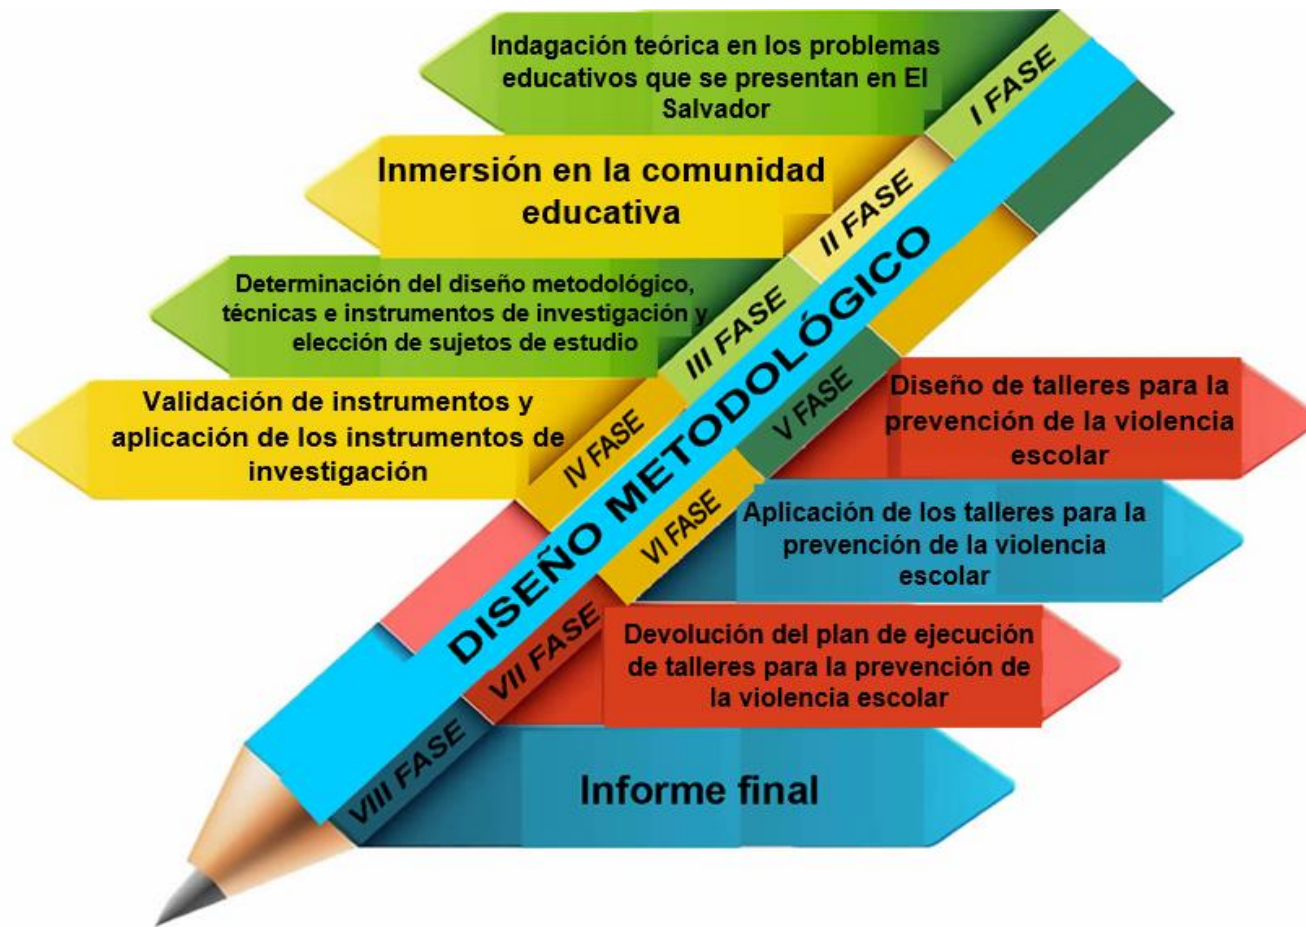 Indagación teórica en los problemas
educativos que se presentan en El
Salvador
I FASE
Inmersión en la comunidad
educativa
II FASE
Determinación del diseño metodológico,
técnicas e instrumentos de investigación y
elección de sujetos de estudio
III FASE
Validación de instrumentos y
aplicación de los instrumentos de
investigación
IV FASE
DISEÑO METODOLÓGICO
V FASE
Diseño de talleres para la
prevención de la violencia
escolar
VI FASE
Aplicación de los talleres para la
prevención de la violencia
escolar
VII FASE
Devolución del plan de ejecución
de talleres para la prevención de
la violencia escolar
VIII FASE
Informe final